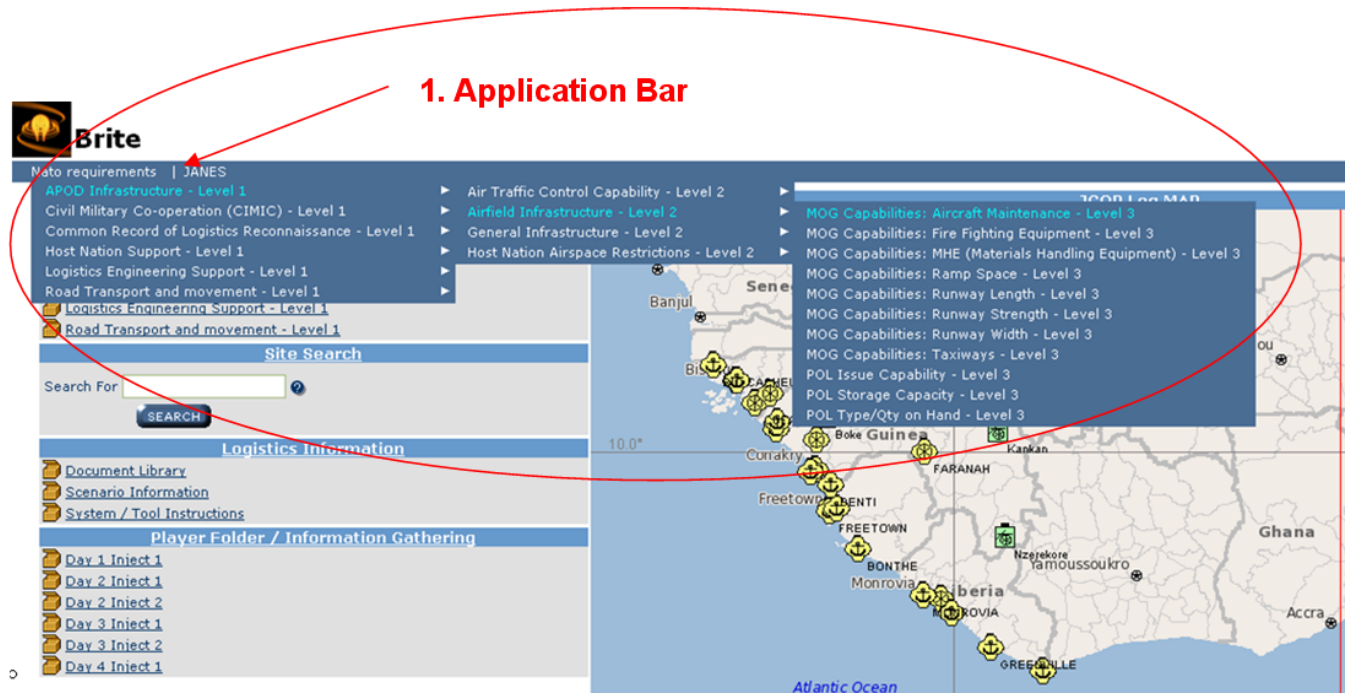 1. Application Bar
Brite
Nato requirements | JANES
APOD Infrastructure - Level 1
Civil Military Co-operation (CIMIC) - Level 1
Common Record of Logistics Reconnaissance - Level 1
Host Nation Support - Level 1
Logistics Engineering Support - Level 1
Road Transport and movement - Level 1
Air Traffic Control Capability - Level 2
Airfield Infrastructure - Level 2
General Infrastructure - Level 2
Host Nation Airspace Restrictions - Level 2
JCOP Log MAP
MOG Capabilities: Aircraft Maintenance - Level 3
MOG Capabilities: Fire Fighting Equipment - Level 3
MOG Capabilities: MHE (Materials Handling Equipment) - Level 3
MOG Capabilities: Ramp Space - Level 3
MOG Capabilities: Runway Length - Level 3
MOG Capabilities: Runway Strength - Level 3
MOG Capabilities: Runway Width - Level 3
MOG Capabilities: Taxiways - Level 3
POL Issue Capability - Level 3
POL Storage Capacity - Level 3
POL Type/Qty on Hand - Level 3
Logistics Engineering Support - Level 1
Road Transport and movement - Level 1
Site Search
Search For
SEARCH
Logistics Information
Document Library
Scenario Information
System / Tool Instructions
Player Folder / Information Gathering
Day 1 Inject 1
Day 2 Inject 1
Day 2 Inject 2
Day 3 Inject 1
Day 3 Inject 2
Day 4 Inject 1
Banjul
10.0°
Boke
Guinea
Kankan
Conakry
FARANAH
Freetown
FREETOWN
Nzerekore
BONTHE
Yamoussoukro
Ghana
Monrovia
Liberia
Accra
GREENVILLE
Atlantic Ocean